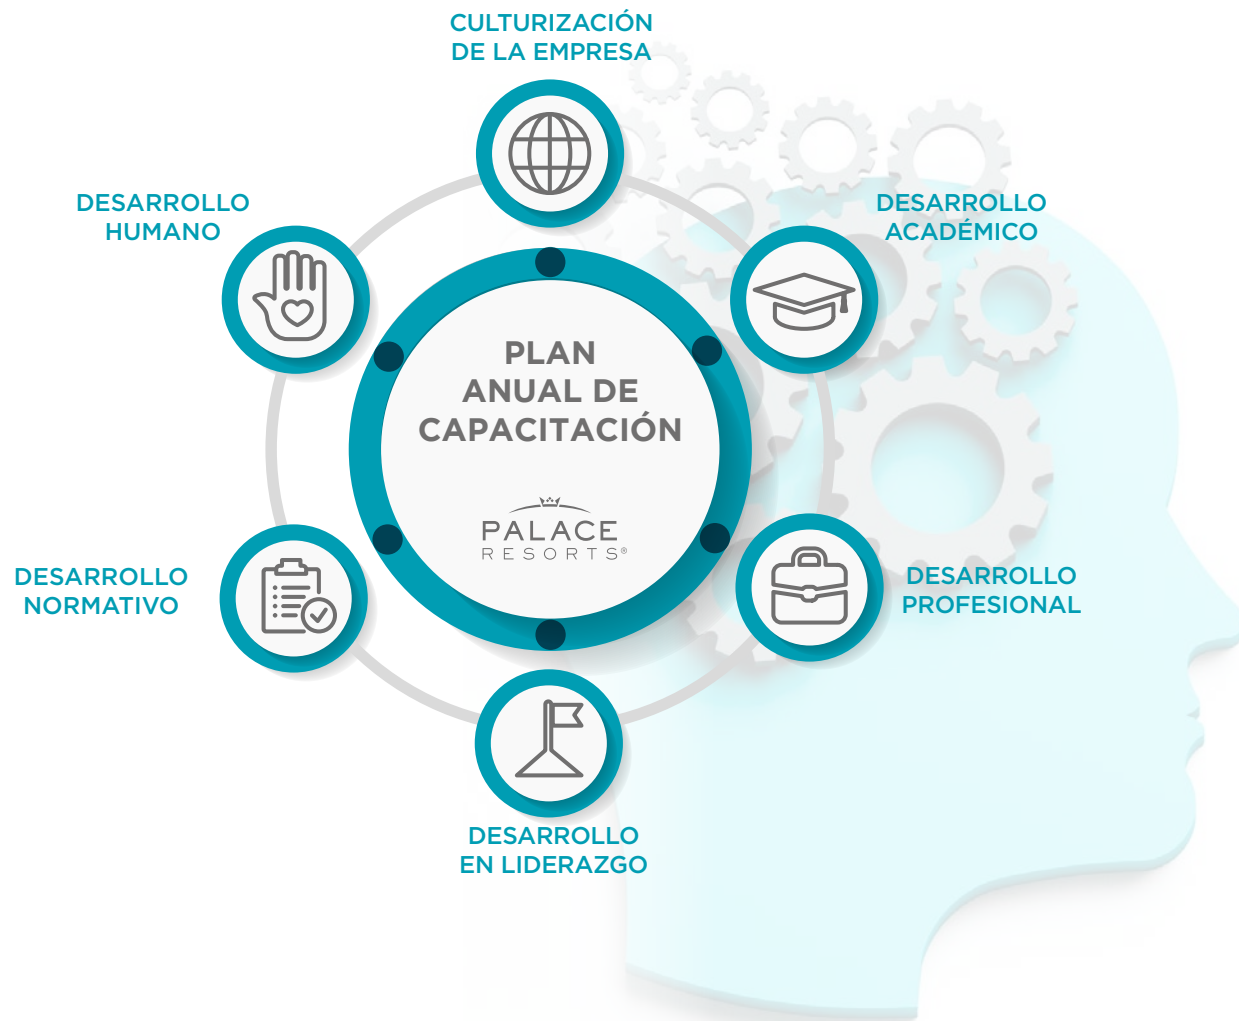 CULTURIZACIÓN
DE LA EMPRESA
DESARROLLO
HUMANO
DESARROLLO
ACADÉMICO
PLAN
ANUAL DE
CAPACITACIÓN
PALACE
RESORTS®
DESARROLLO
NORMATIVO
DESARROLLO
PROFESIONAL
DESARROLLO
EN LIDERAZGO